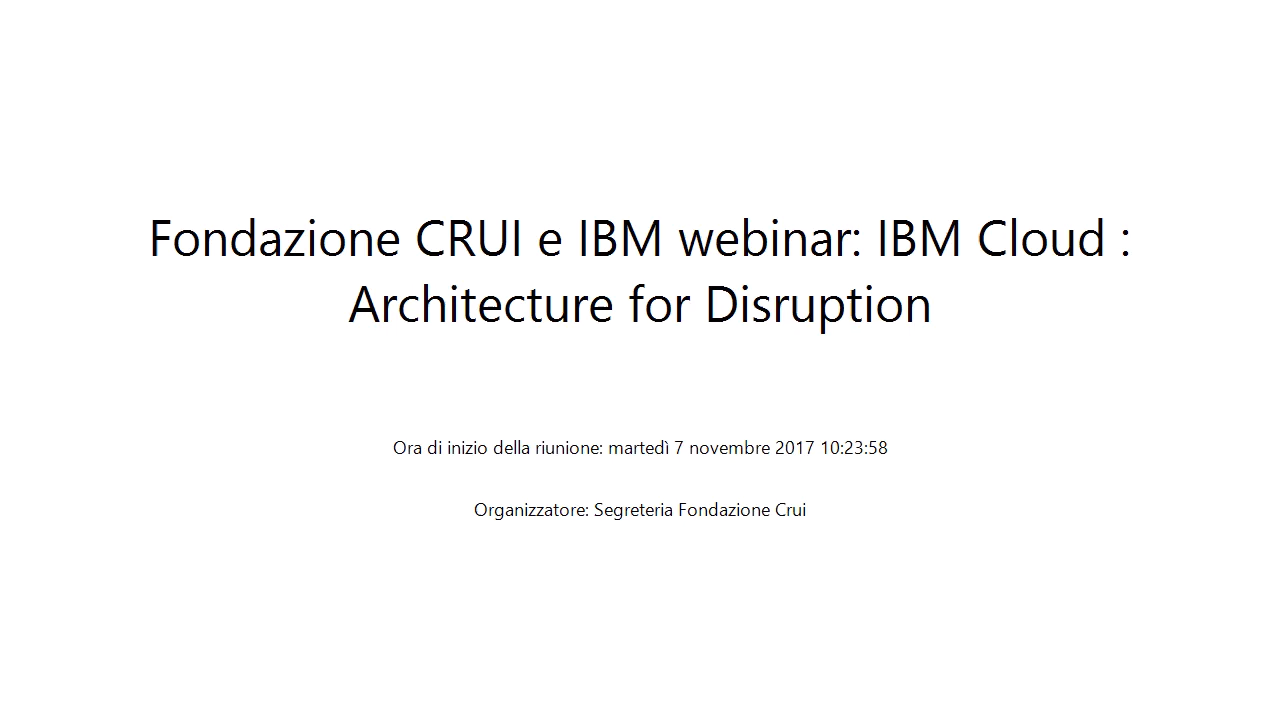 Fondazione CRUI e IBM webinar: IBM Cloud :
Architecture for Disruption
Ora di inizio della riunione: martedì 7 novembre 2017 10:23:58
Organizzatore: Segreteria Fondazione Crui